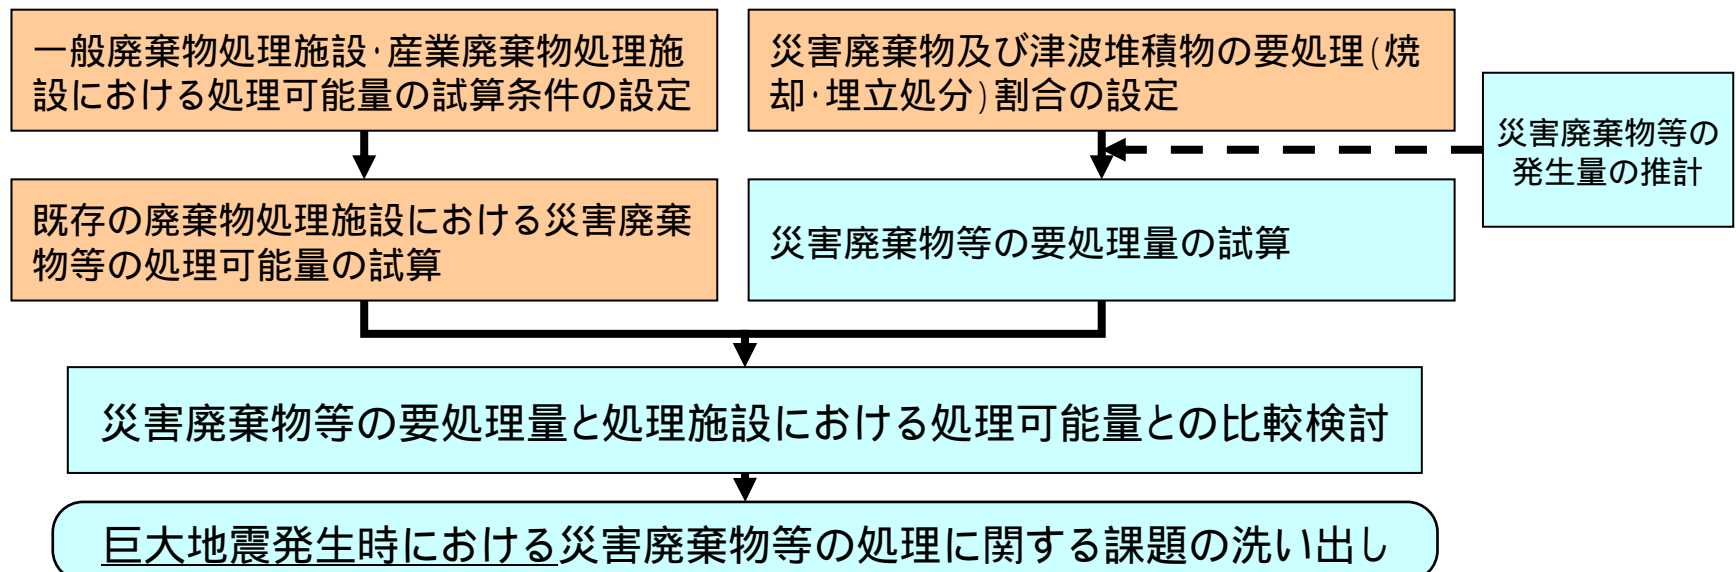 一般廃棄物処理施設・産業廃棄物処理施
設における処理可能量の試算条件の設定
災害廃棄物及び津波堆積物の要処理(焼
却・埋立処分)割合の設定
災害廃棄物等の
発生量の推計
既存の廃棄物処理施設における災害廃棄
物等の処理可能量の試算
災害廃棄物等の要処理量の試算
災害廃棄物等の要処理量と処理施設における処理可能量との比較検討
巨大地震発生時における災害廃棄物等の処理に関する課題の洗い出し